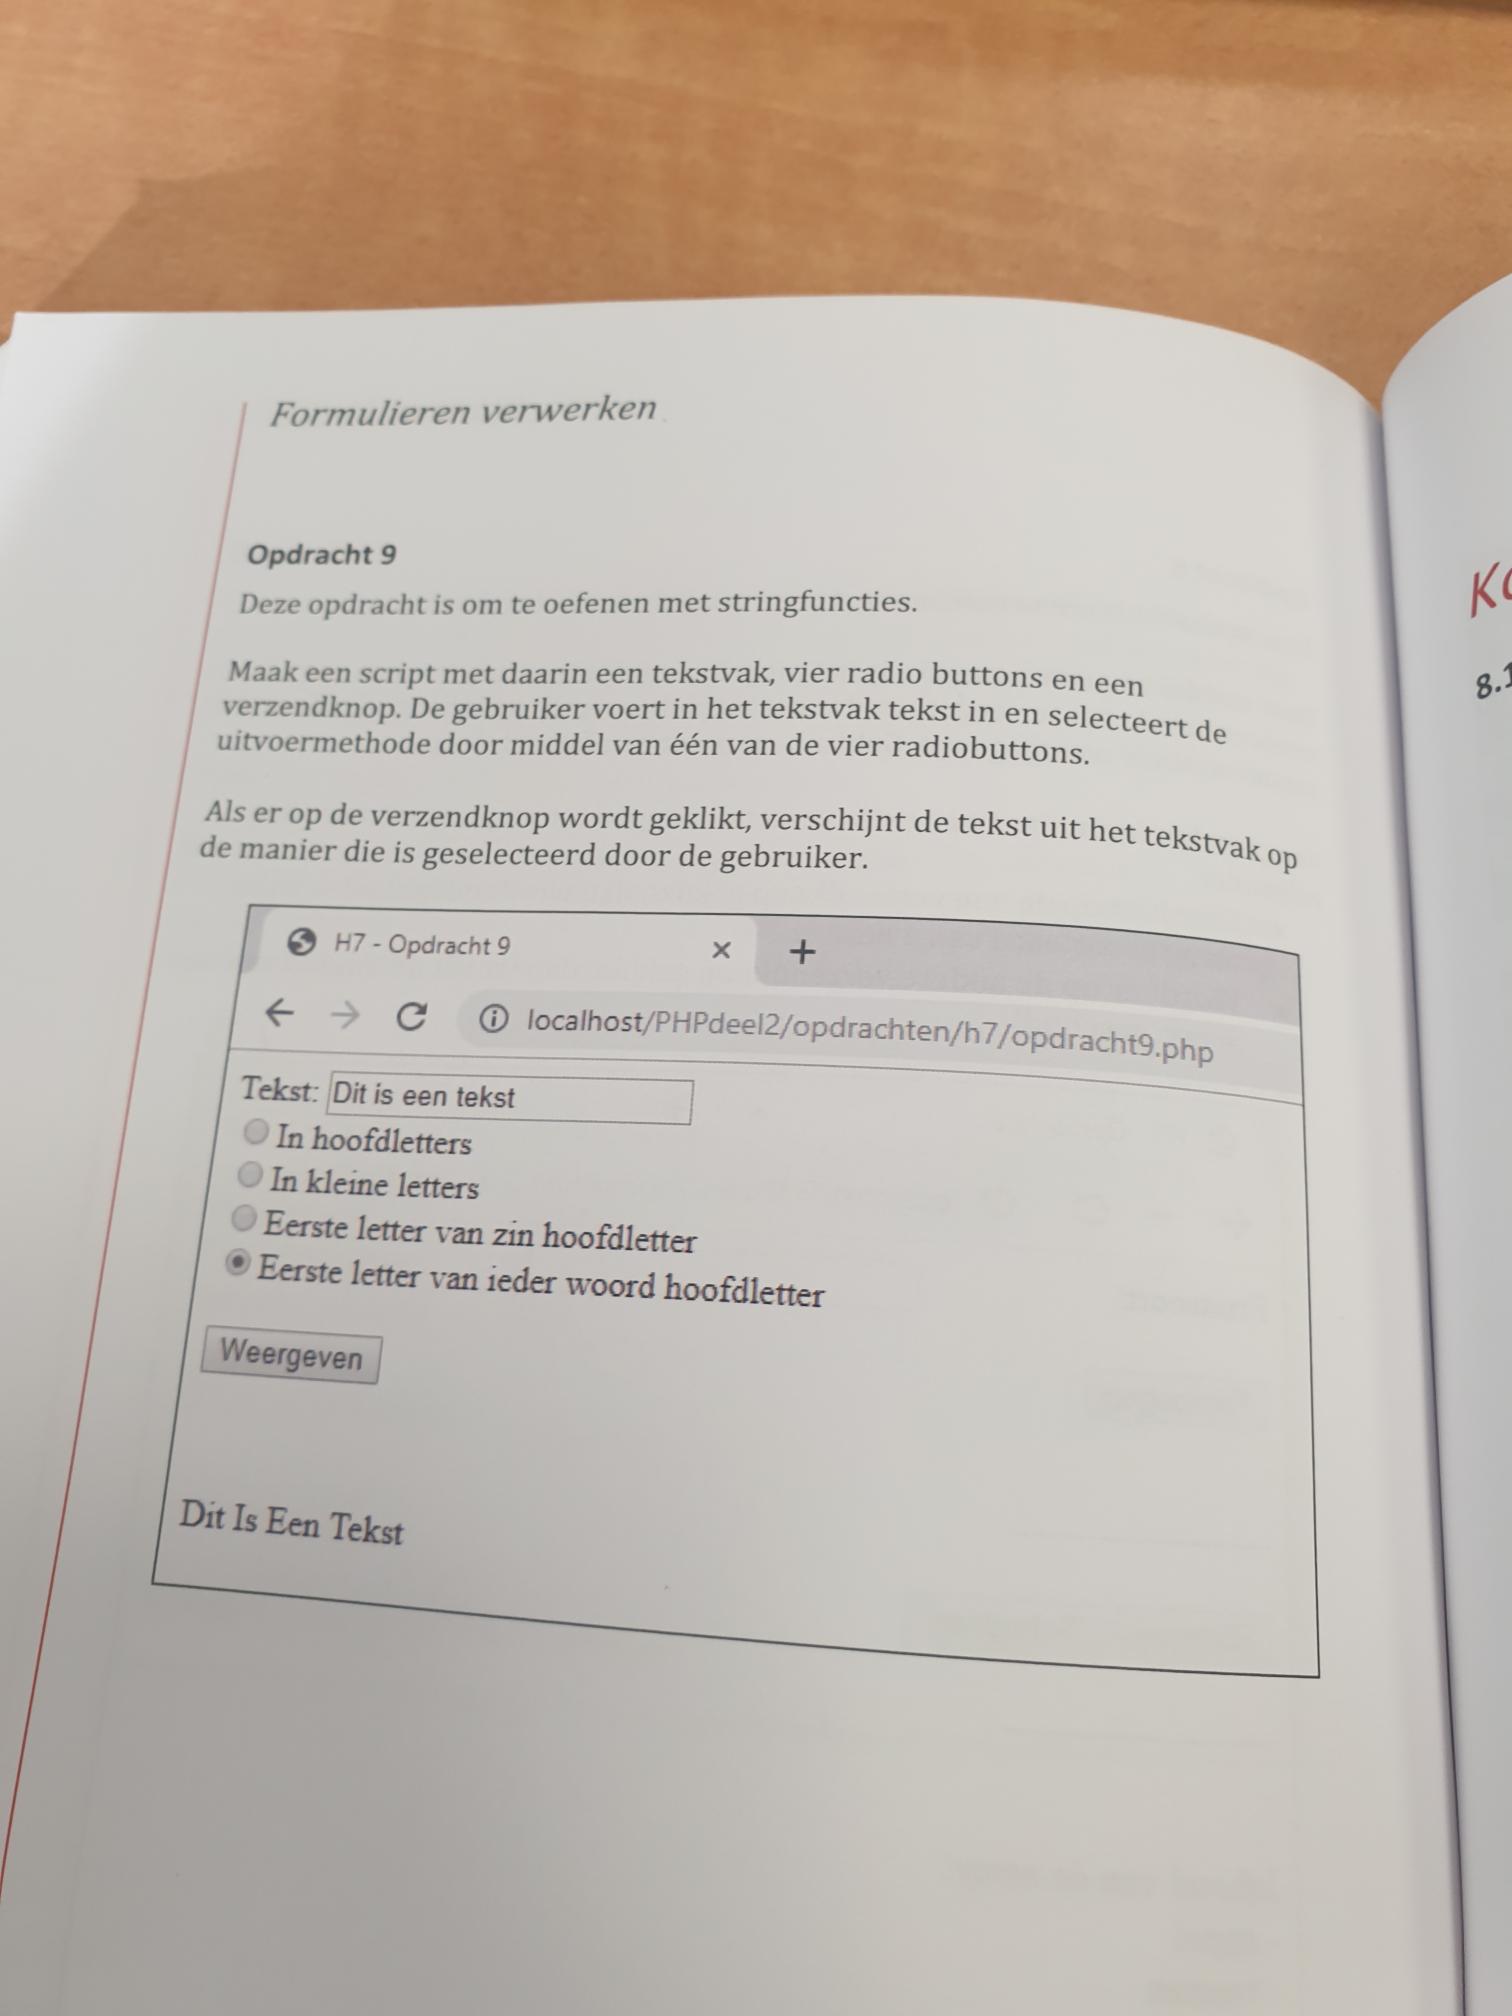 Formulieren verwerken
Opdracht 9
Deze opdracht is om te oefenen met stringfuncties.
Maak een script met daarin een tekstvak, vier radio buttons en een
verzendknop. De gebruiker voert in het tekstvak tekst in en selecteert de
uitvoermethode door middel van één van de vier radiobuttons.
Als er op de verzendknop wordt geklikt, verschijnt de tekst uit het tekstvak op
de manier die is geselecteerd door de gebruiker.
H7 - Opdracht 9
localhost/PHPdeel2/opdrachten/h7/opdracht9.php
Tekst: Dit is een tekst
In hoofdletters
In kleine letters
Eerste letter van zin hoofdletter
Eerste letter van ieder woord hoofdletter
Weergeven
Dit Is Een Tekst
8.1